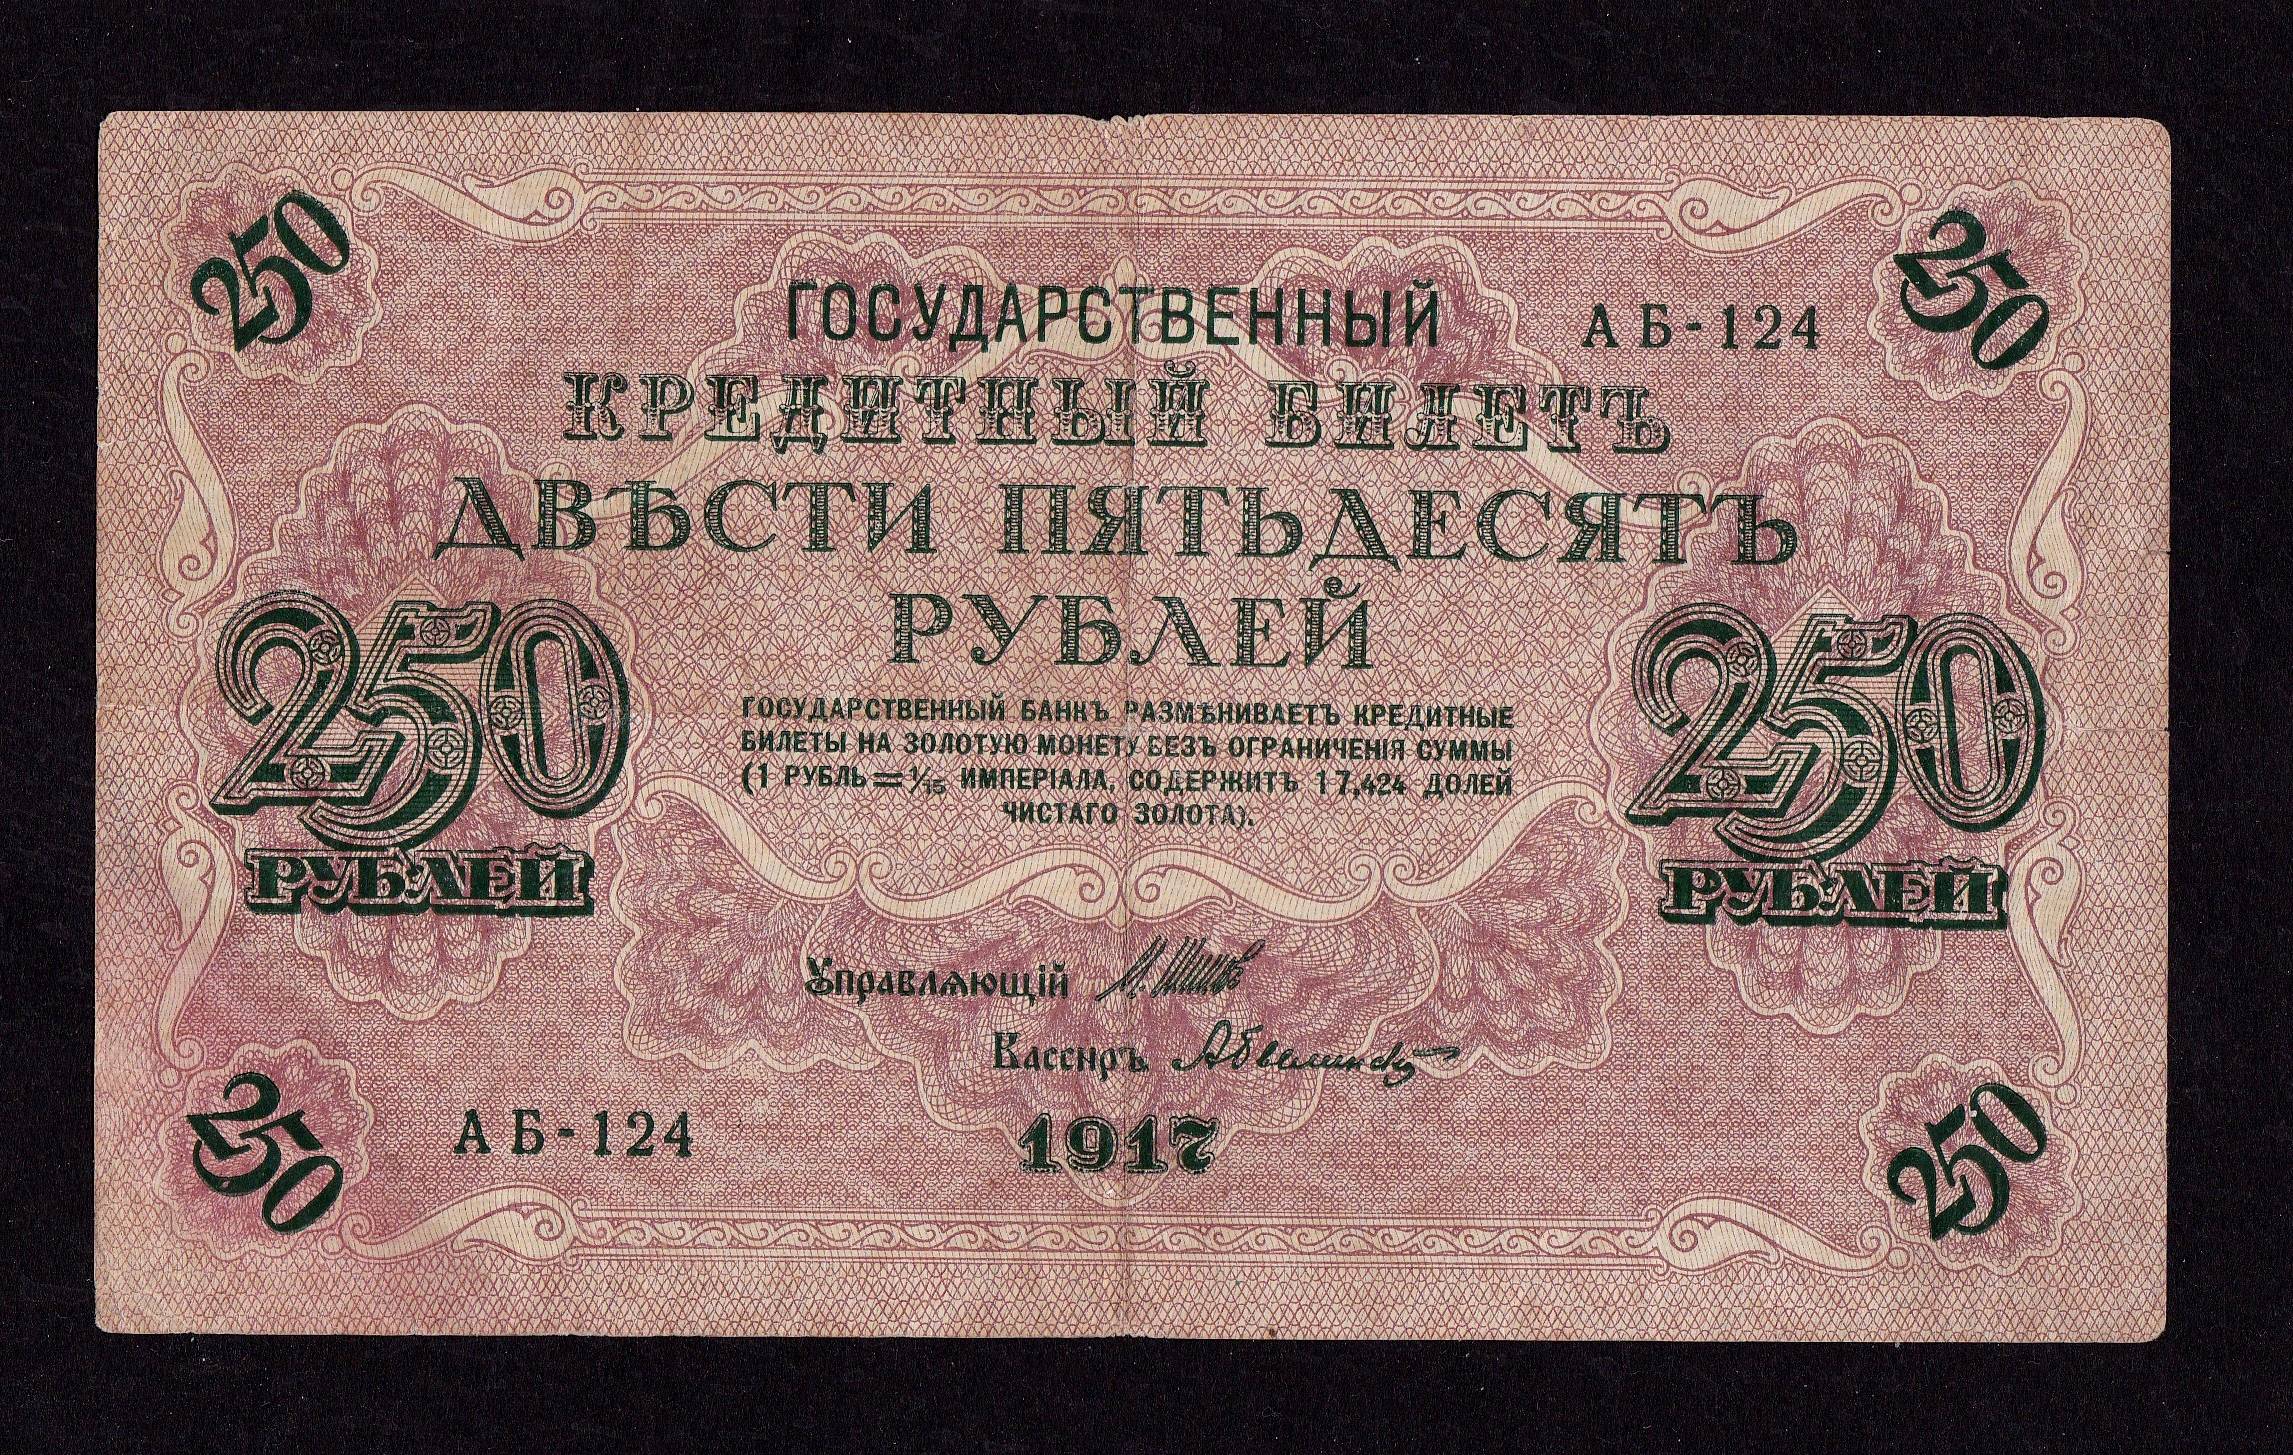 250
250
ГОСУДАРСТВЕННЫЙ
АБ-124
КРЕДИТНЫЙ БИЛЕТЪ
ДВѢСТИ ПЯТЬДЕСЯТЪ
РУБЛЕЙ
250
РУБЛЕЙ
250
РУБЛЕЙ
ГОСУДАРСТВЕННЫЙ БАНКЪ РАЗМѢНИВАЕТЪ КРЕДИТНЫЕ
БИЛЕТЫ НА ЗОЛОТУЮ МОНЕТУ БЕЗЪ ОГРАНИЧЕНІЯ СУММЫ
(1 РУБЛЬ=1/15 ИМПЕРІАЛА, СОДЕРЖИТЪ 17,424 ДОЛЕЙ
ЧИСТАГО ЗОЛОТА).
Управляющій
Кассиръ
АБ-124
1917
250
250